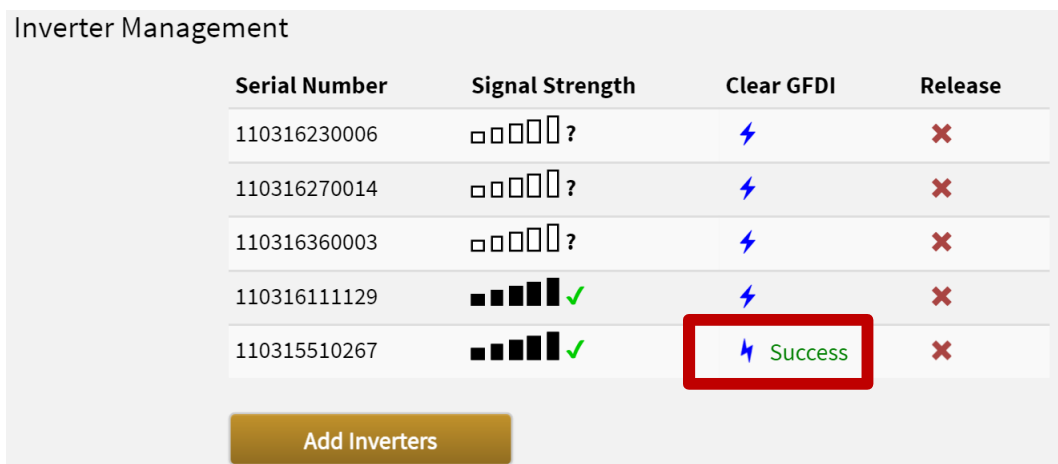 Inverter Management
Serial Number Signal Strength Clear GFDI Release
110316230006 ?
110316270014 ?
110316360003 ?
110316111129
110315510267 Success
Add Inverters